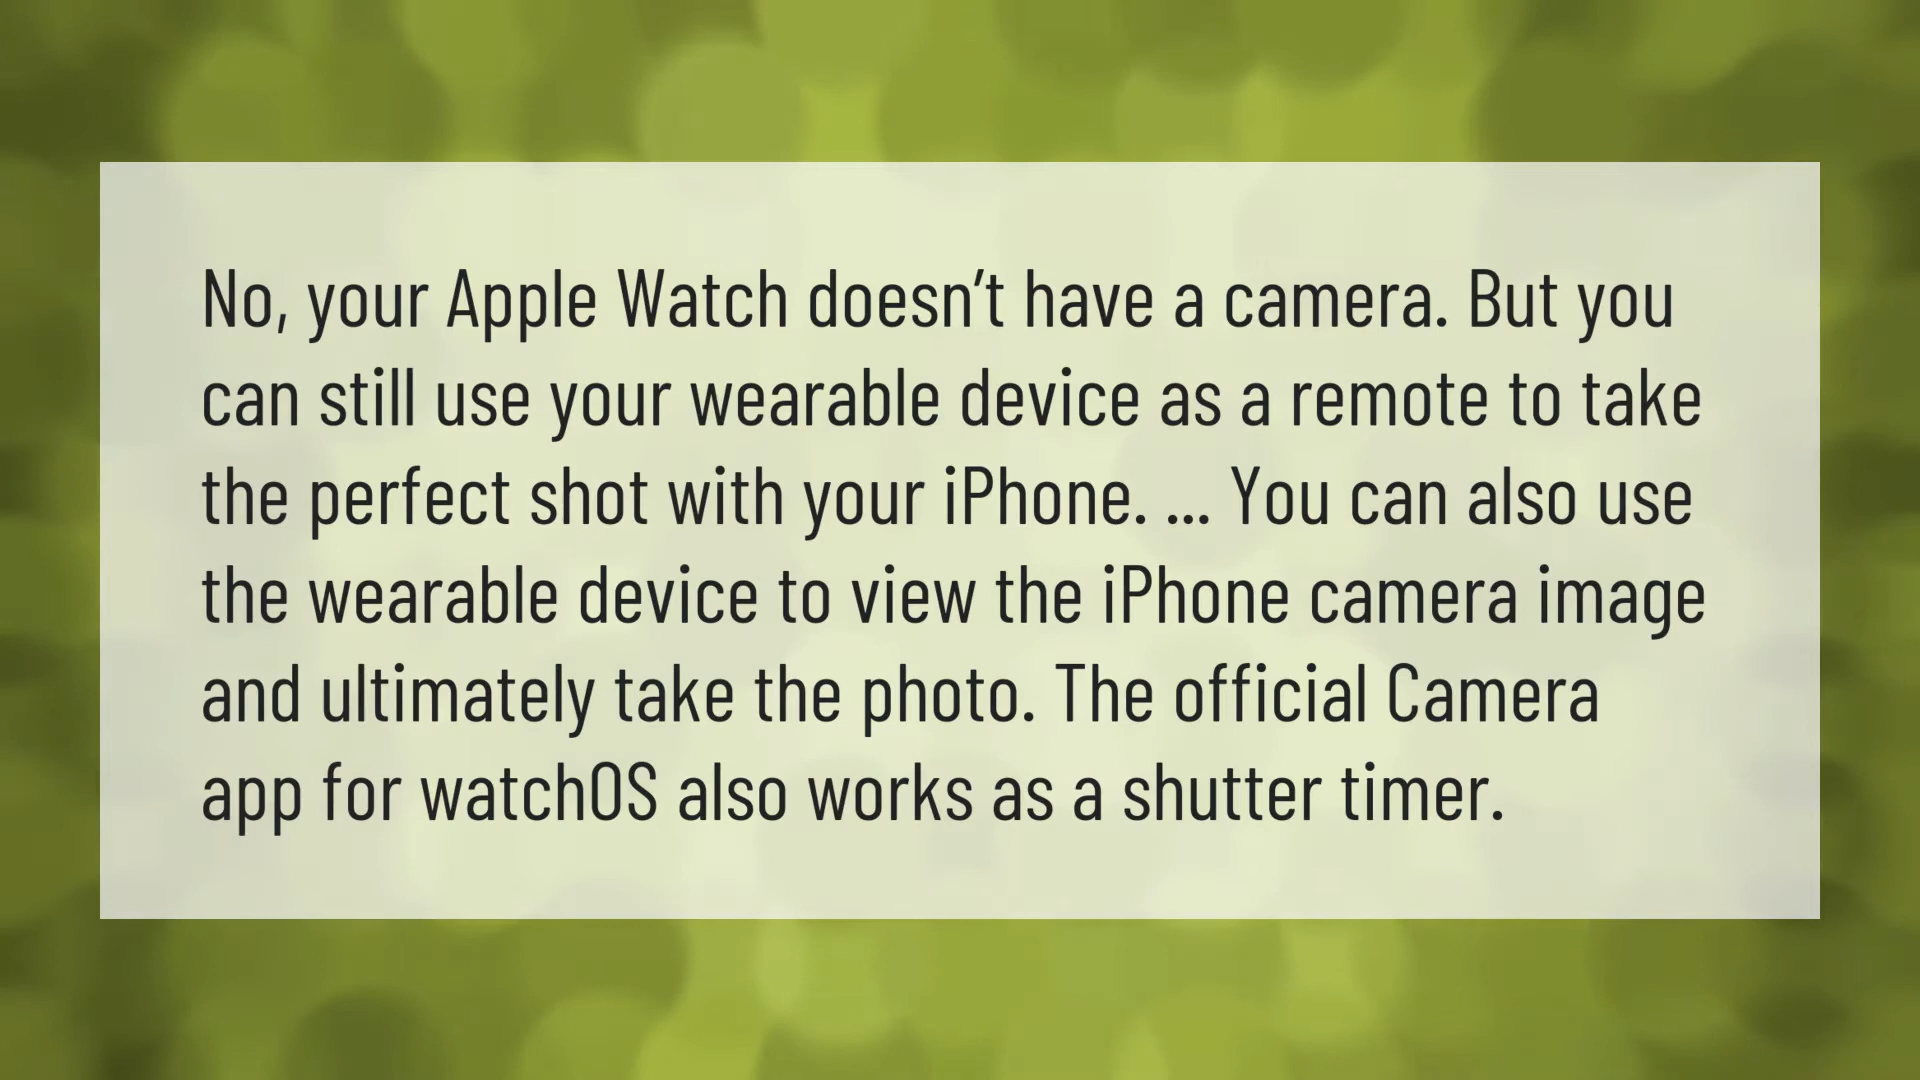 No, your Apple Watch doesn’t have a camera. But you
can still use your wearable device as a remote to take
the perfect shot with your iPhone. ... You can also use
the wearable device to view the iPhone camera image
and ultimately take the photo. The official Camera
app for watchOS also works as a shutter timer.